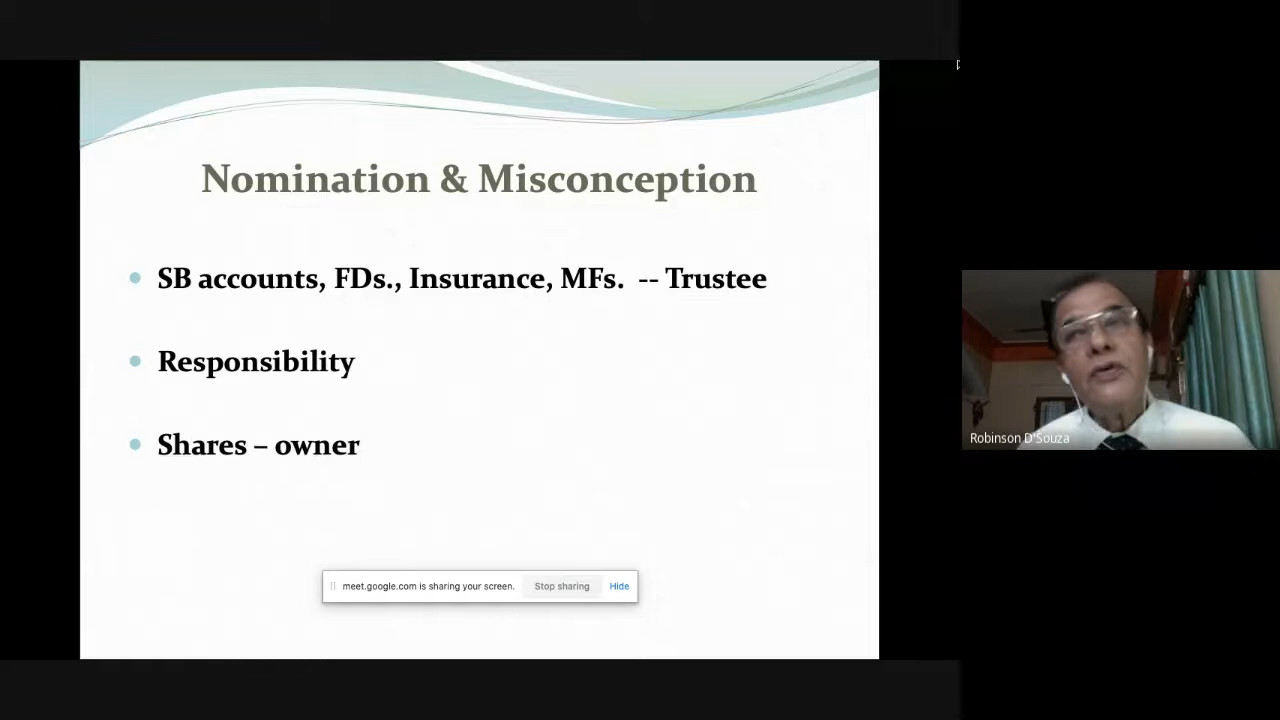 Nomination & Misconception
SB accounts, FDs., Insurance, MFs. -- Trustee
Responsibility
Shares – owner
meet.google.com is sharing your screen. Stop sharing Hide
Robinson D'Souza